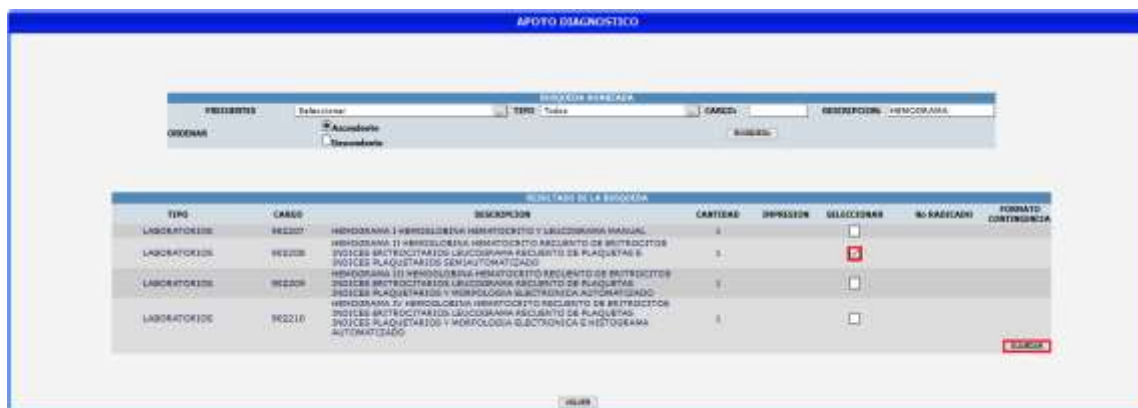 APOYO DIAGNOSTICO
BUSQUEDA AVANZADA
FRECUENTES Seleccionar TIPO Todos CARGO: DESCRIPCION: HEMOGRAMA
ORDENAR Ascendente
Descendente
BUSQUEDA
RESULTADO DE LA BUSQUEDA
TIPO CARGO DESCRIPCION CANTIDAD IMPRESION SELECCIONAR No RADICADO FORMATO CONTINGENCIA
LABORATORIOS 902207 HEMOGRAMA I HEMOGLOBINA HEMATOCRITO Y LEUCOGRAMA MANUAL 1
LABORATORIOS 902208 HEMOGRAMA II HEMOGLOBINA HEMATOCRITO RECUENTO DE ERITROCITOS
INDICES ERITROCITARIOS LEUCOGRAMA RECUENTO DE PLAQUETAS E
INDICES PLAQUETARIOS SEMIAUTOMATIZADO 1
LABORATORIOS 902209 HEMOGRAMA III HEMOGLOBINA HEMATOCRITO RECUENTO DE ERITROCITOS
INDICES ERITROCITARIOS LEUCOGRAMA RECUENTO DE PLAQUETAS
INDICES PLAQUETARIOS Y MORFOLOGIA ELECTRONICA AUTOMATIZADO 1
LABORATORIOS 902210 HEMOGRAMA IV HEMOGLOBINA HEMATOCRITO RECUENTO DE ERITROCITOS
INDICES ERITROCITARIOS LEUCOGRAMA RECUENTO DE PLAQUETAS
INDICES PLAQUETARIOS Y MORFOLOGIA ELECTRONICA E HISTOGRAMA
AUTOMATIZADO 1
GUARDAR
VOLVER